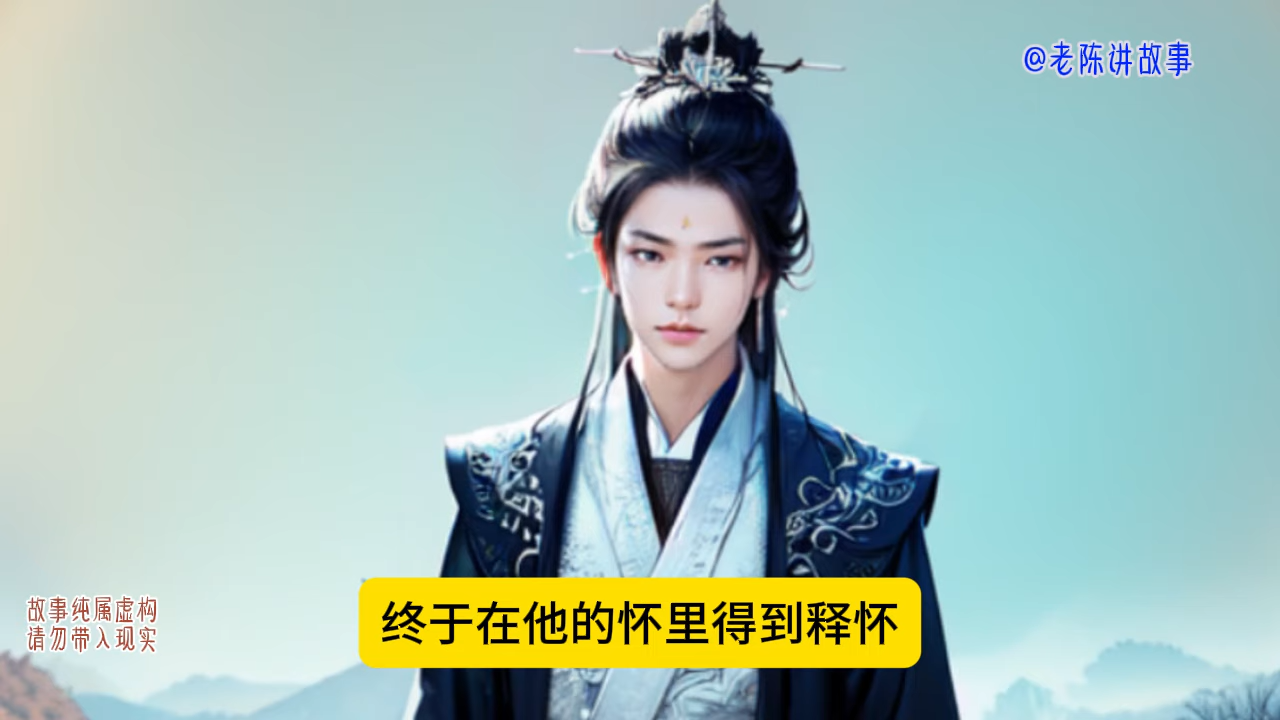 @老陈讲故事
故事纯属虚构
请勿带入现实
终于在他的怀里得到释怀